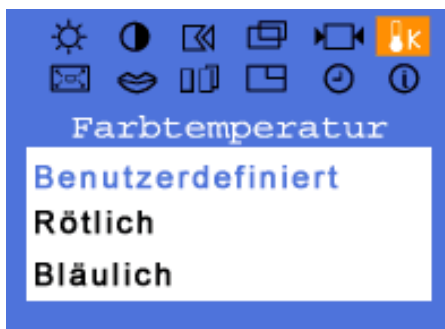 K
Farbtemperatur
Benutzerdefiniert
Rötlich
Bläulich